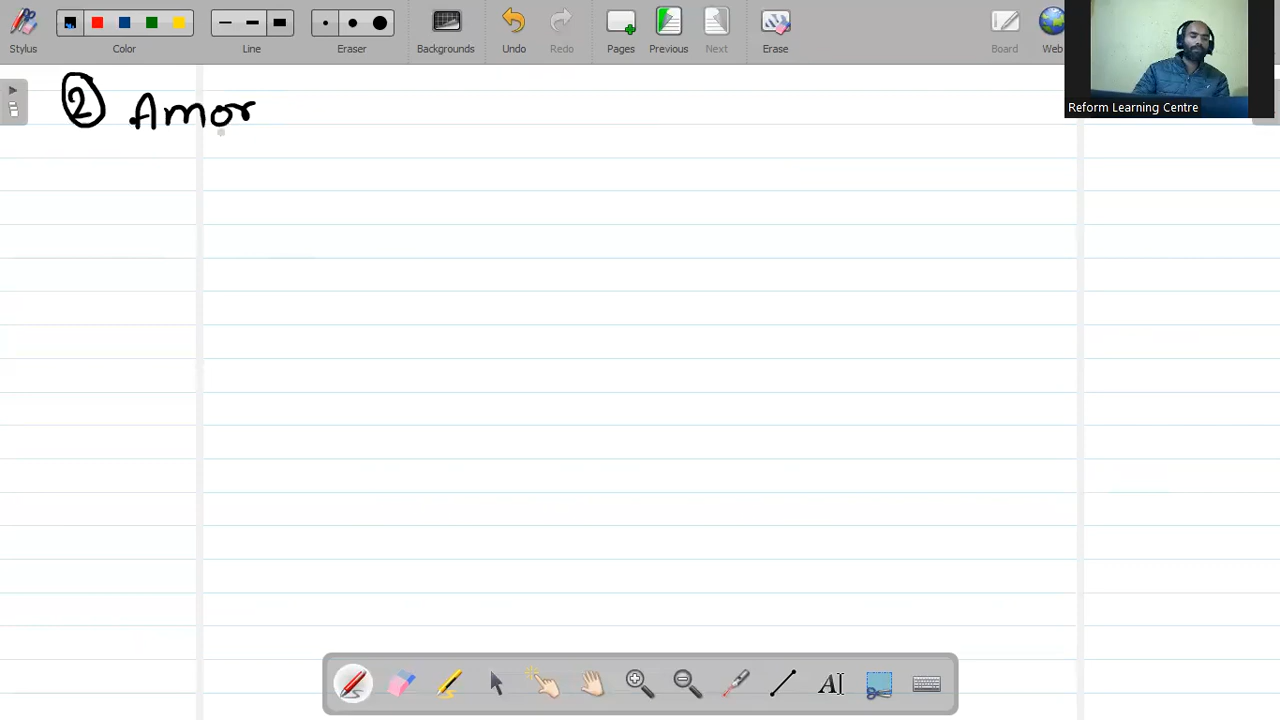 Stylus Color Line Eraser Backgrounds Undo Redo Pages Previous Next Erase Board Web
Reform Learning Centre
② Amor